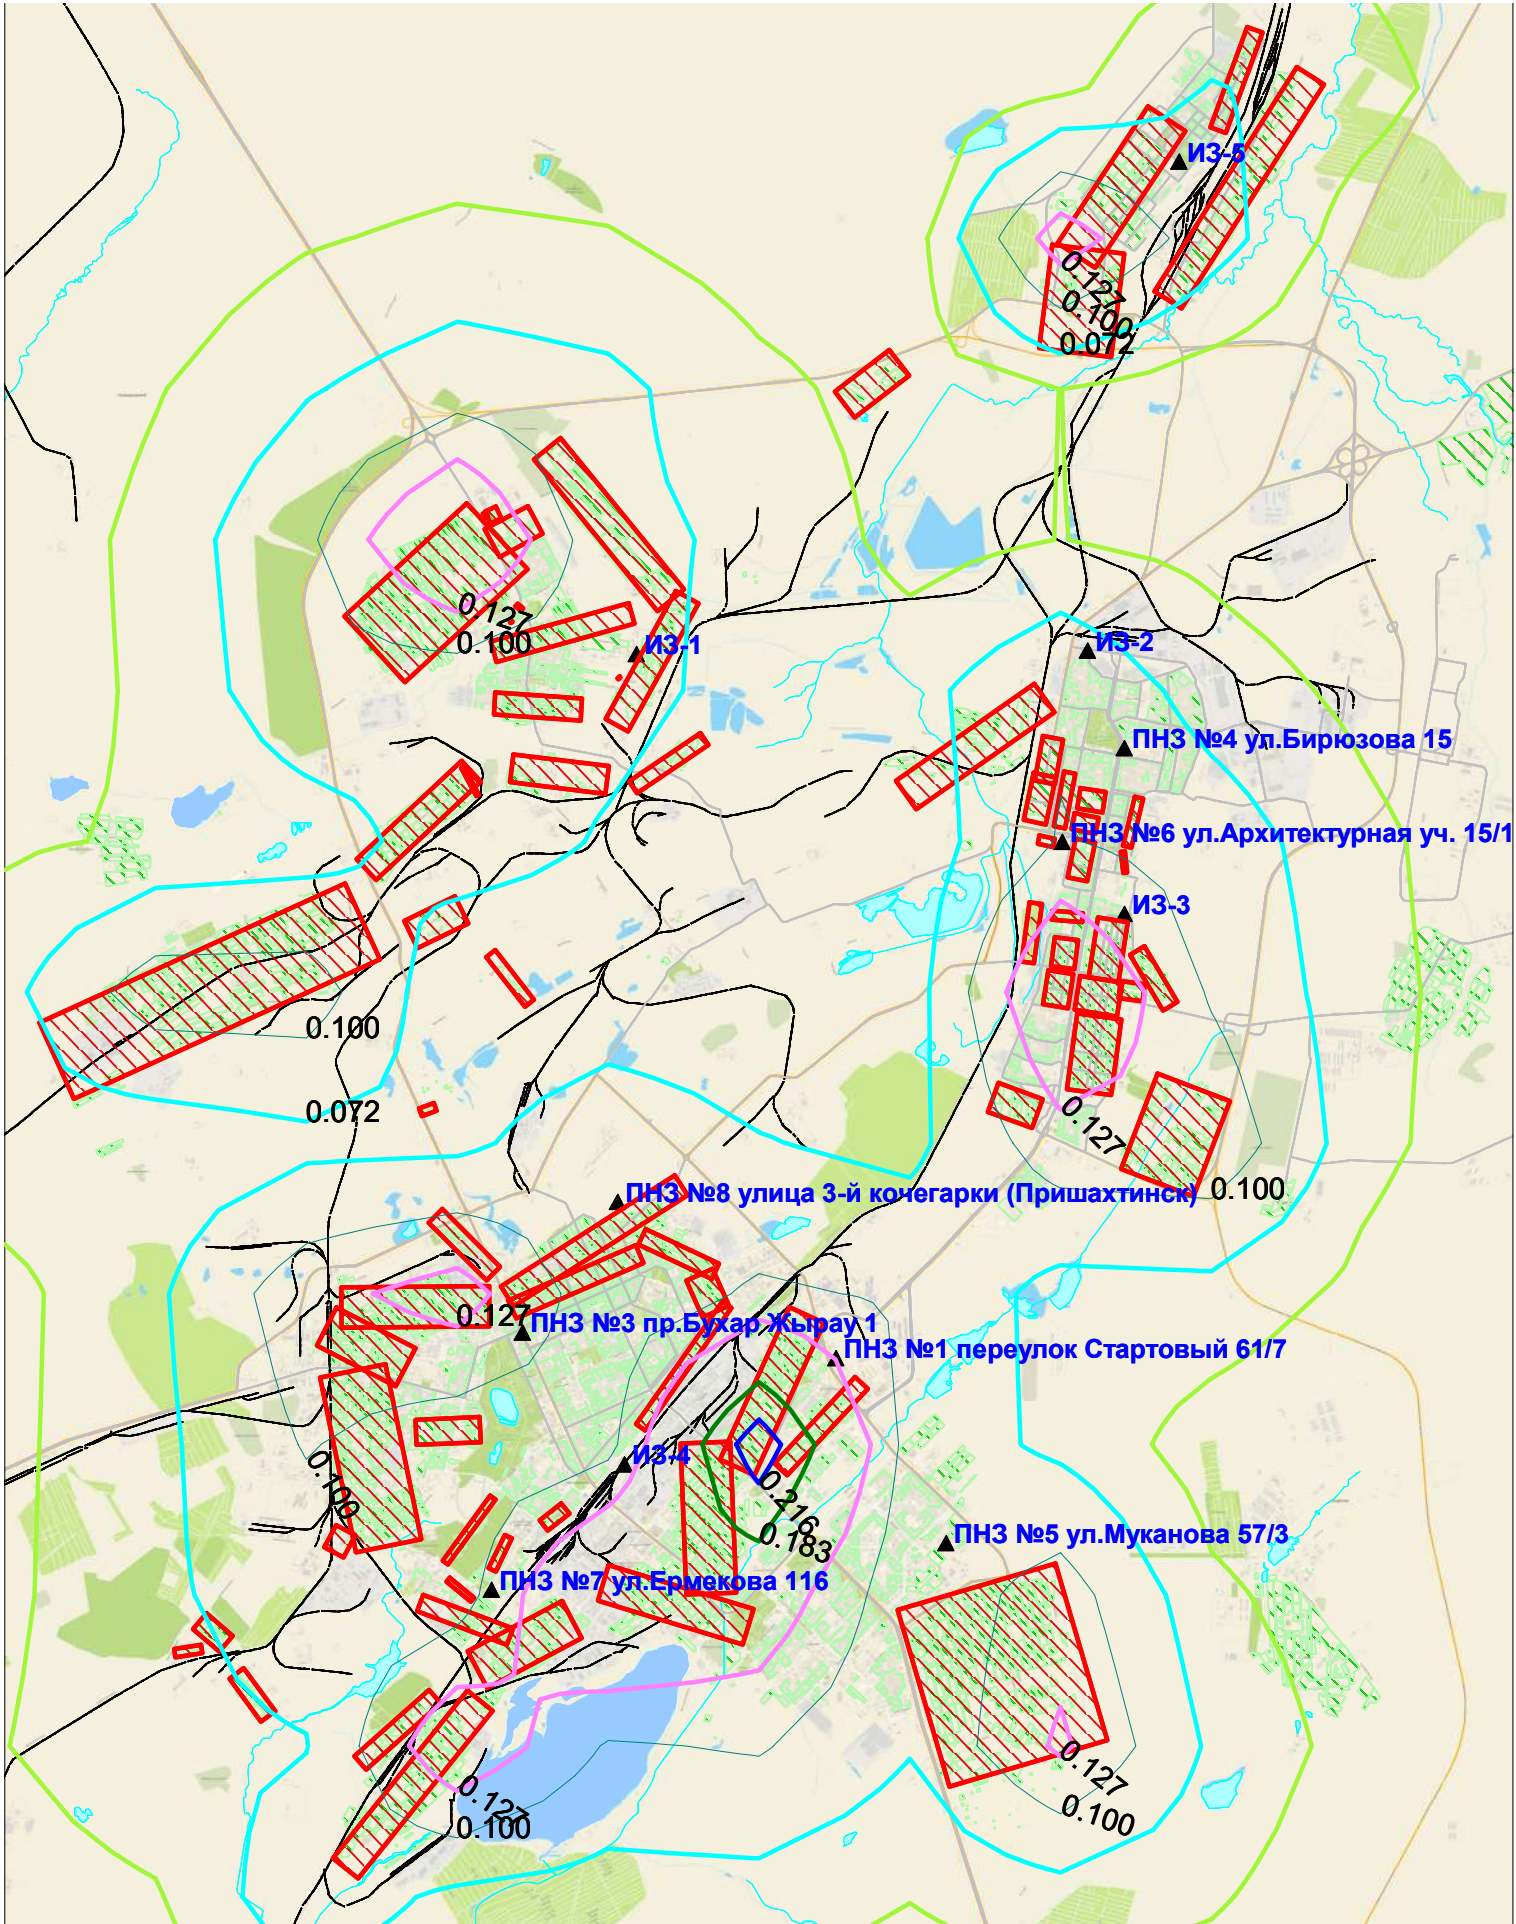 ИЗ-5
0.127
0.100
0.072
0.127
0.100
ИЗ-1
ИЗ-2
ПНЗ №4 ул.Бирюзова 15
ПНЗ №6 ул.Архитектурная уч. 15/1
ИЗ-3
0.100
0.072
0.127
0.100
ПНЗ №8 улица 3-й кочегарки (Пришахтинск)
0.127
ПНЗ №3 пр.Бухар Жырау 1
ПНЗ №1 переулок Стартовый 61/7
ИЗ-4
0.100
0.216
0.183
ПНЗ №5 ул.Муканова 57/3
ПНЗ №7 ул.Ермекова 116
0.127
0.100
0.127
0.100